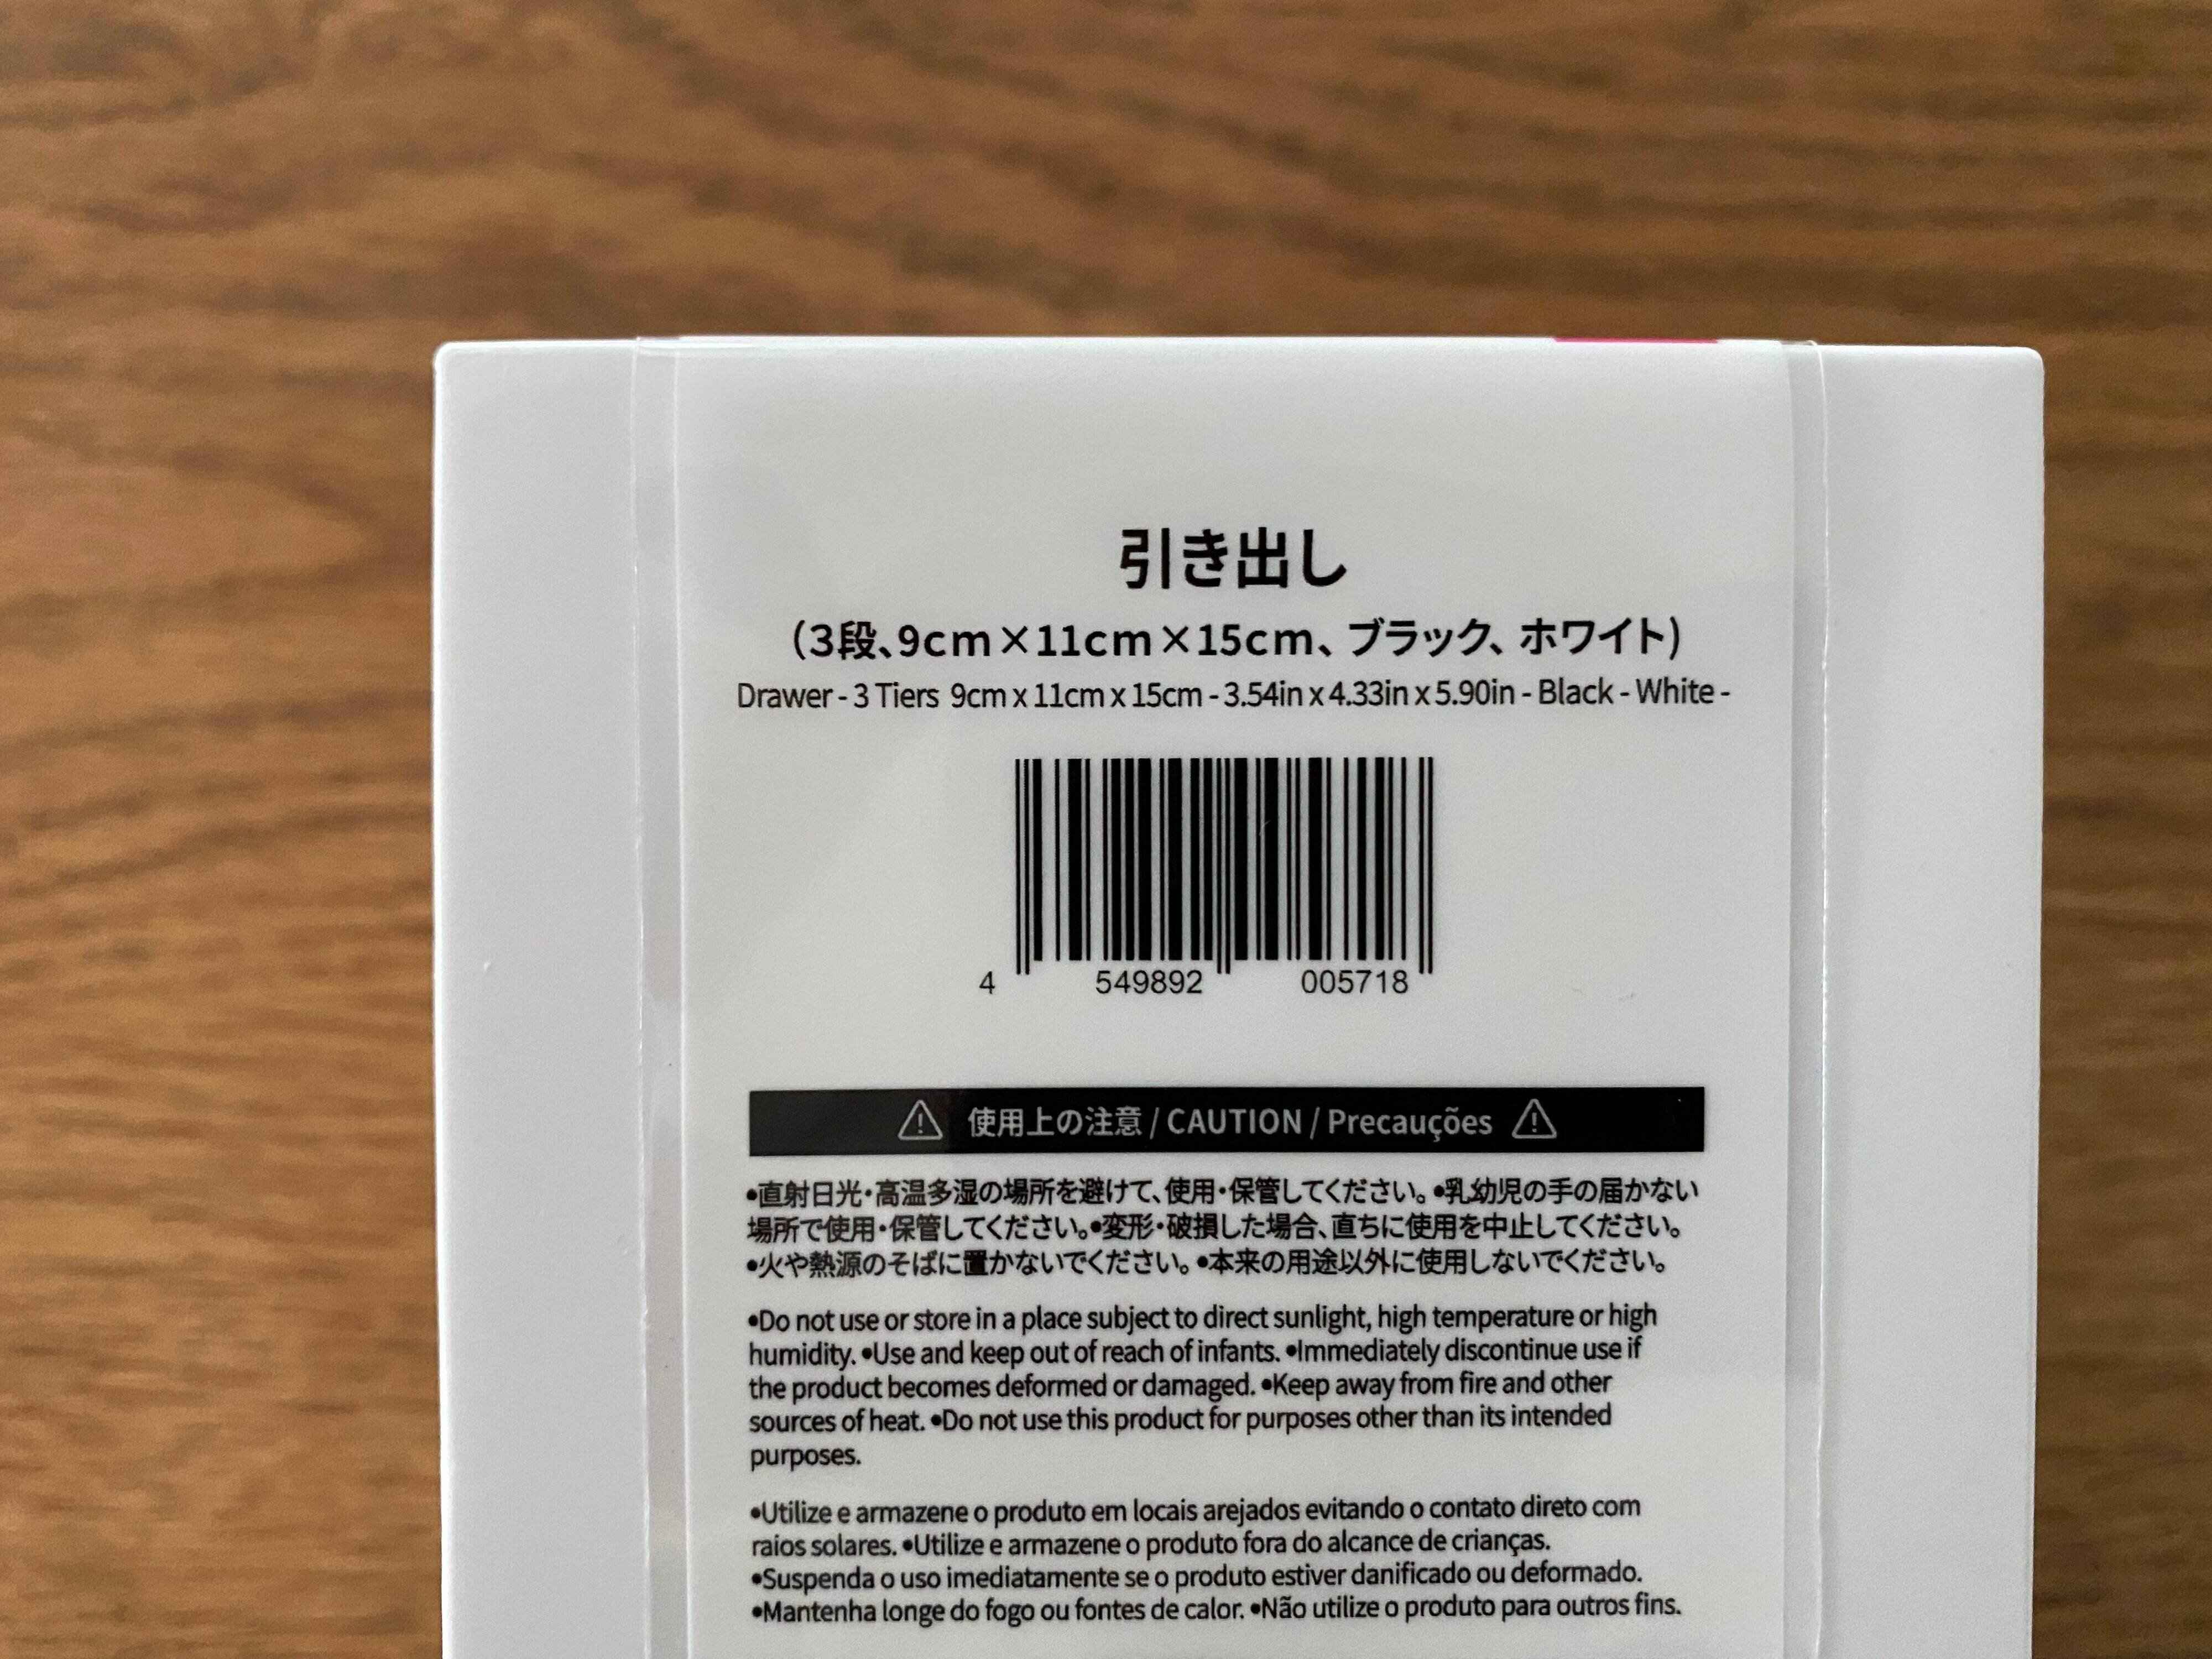 引き出し
（3段、9cm×11cm×15cm、ブラック、ホワイト）
Drawer - 3 Tiers 9cm x 11cm x 15cm - 3.54in x 4.33in x 5.90in - Black - White -
4 549892 005718
使用上の注意 / CAUTION / Precauções
•直射日光・高温多湿の場所を避けて、使用・保管してください。•乳幼児の手の届かない
場所で使用・保管してください。•変形・破損した場合、直ちに使用を中止してください。
•火や熱源のそばに置かないでください。•本来の用途以外に使用しないでください。
•Do not use or store in a place subject to direct sunlight, high temperature or high
humidity. •Use and keep out of reach of infants. •Immediately discontinue use if
the product becomes deformed or damaged. •Keep away from fire and other
sources of heat. •Do not use this product for purposes other than its intended
purposes.
•Utilize e armazene o produto em locais arejados evitando o contato direto com
raios solares. •Utilize e armazene o produto fora do alcance de crianças.
•Suspenda o uso imediatamente se o produto estiver danificado ou deformado.
•Mantenha longe do fogo ou fontes de calor. •Não utilize o produto para outros fins.